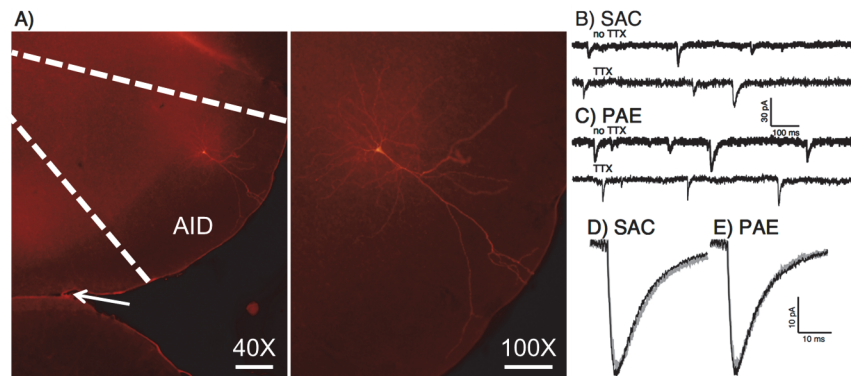 A)
AID
40X
100X
B) SAC
no TTX
TTX
30 pA
100 ms
C) PAE
no TTX
TTX
D) SAC
E) PAE
10 pA
10 ms